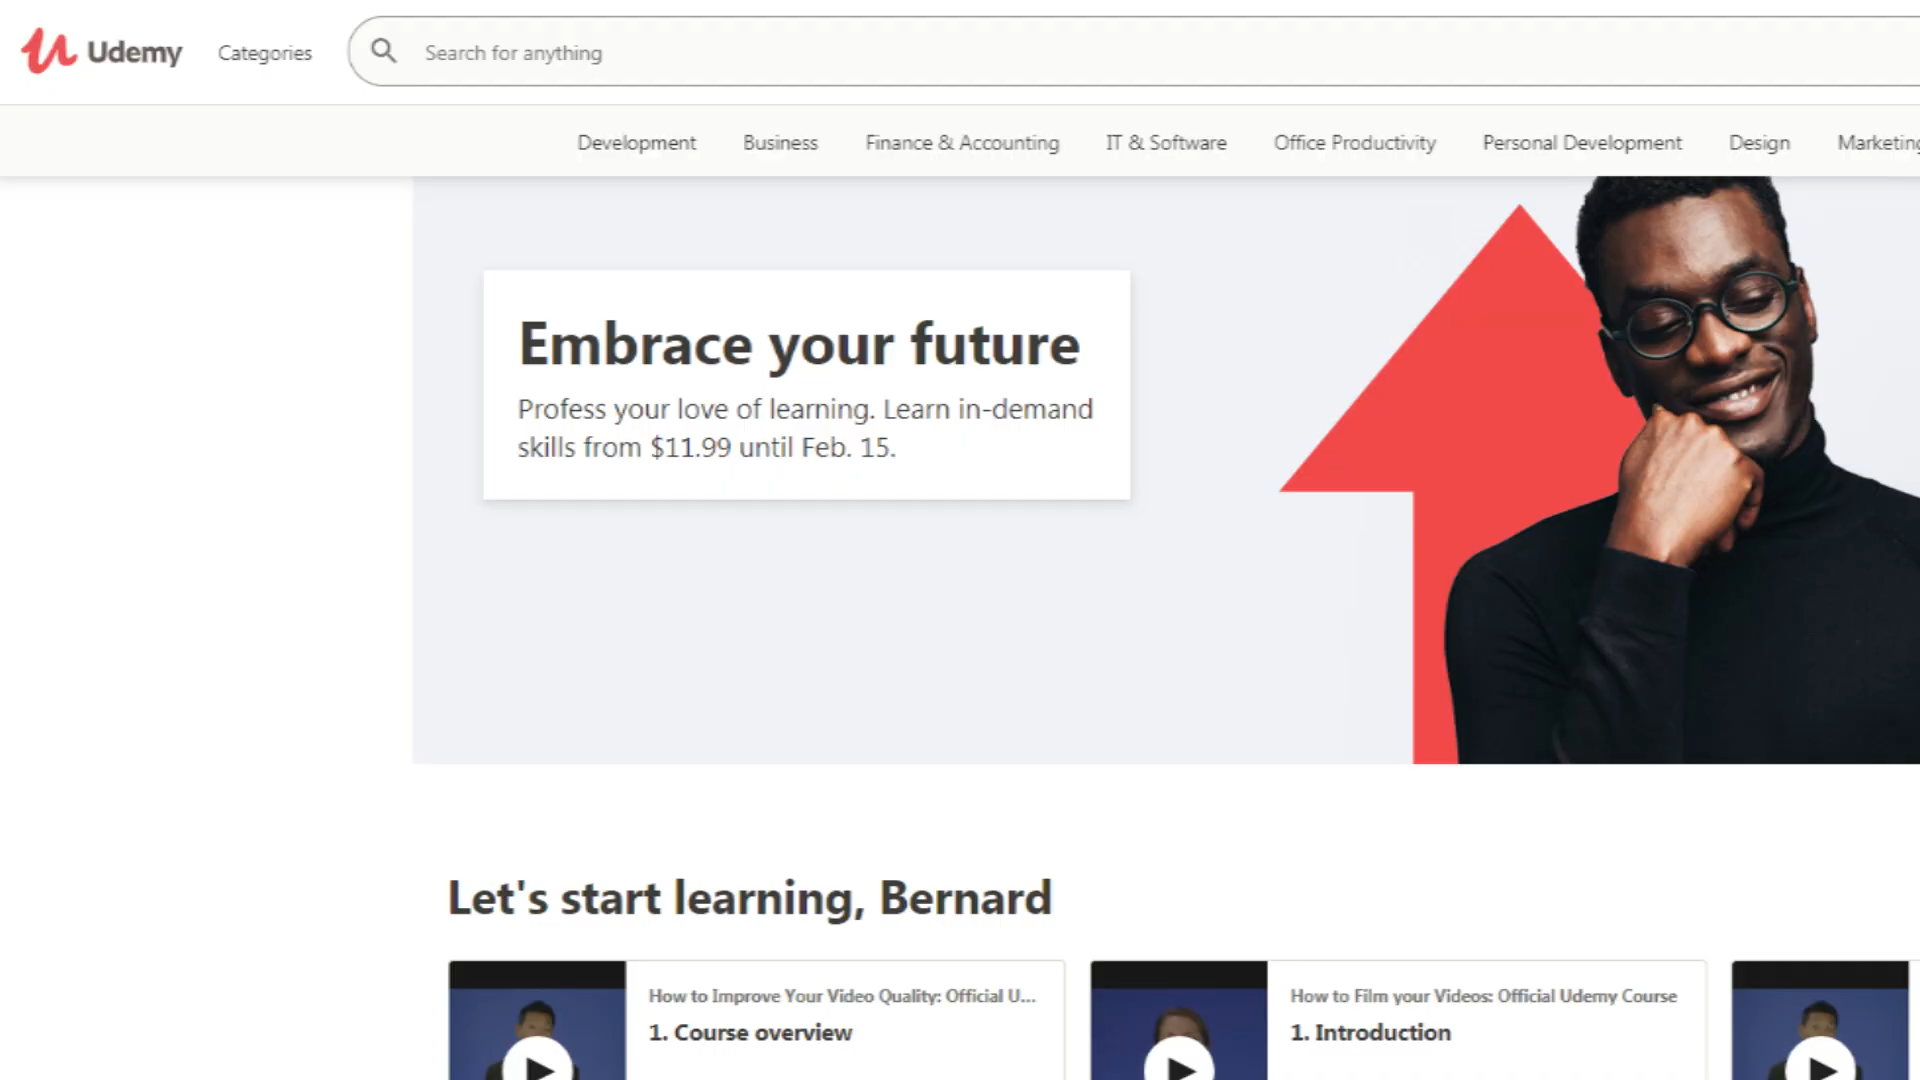 Udemy
Categories
Search for anything
Development
Business
Finance & Accounting
IT & Software
Office Productivity
Personal Development
Design
Marketing
Embrace your future
Profess your love of learning. Learn in-demand
skills from $11.99 until Feb. 15.
Let's start learning, Bernard
How to Improve Your Video Quality: Official U...
1. Course overview
How to Film your Videos: Official Udemy Course
1. Introduction